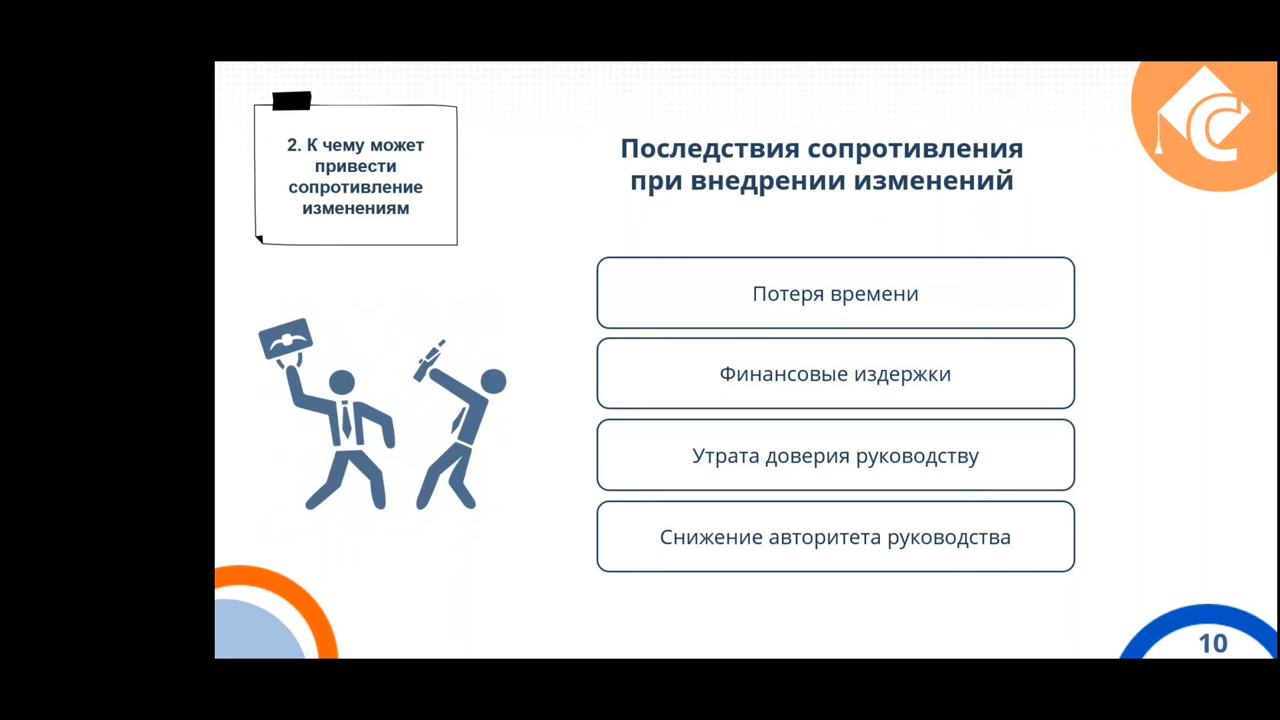 2. К чему может
привести
сопротивление
изменениям
Последствия сопротивления
при внедрении изменений
Потеря времени
Финансовые издержки
Утрата доверия руководству
Снижение авторитета руководства
10